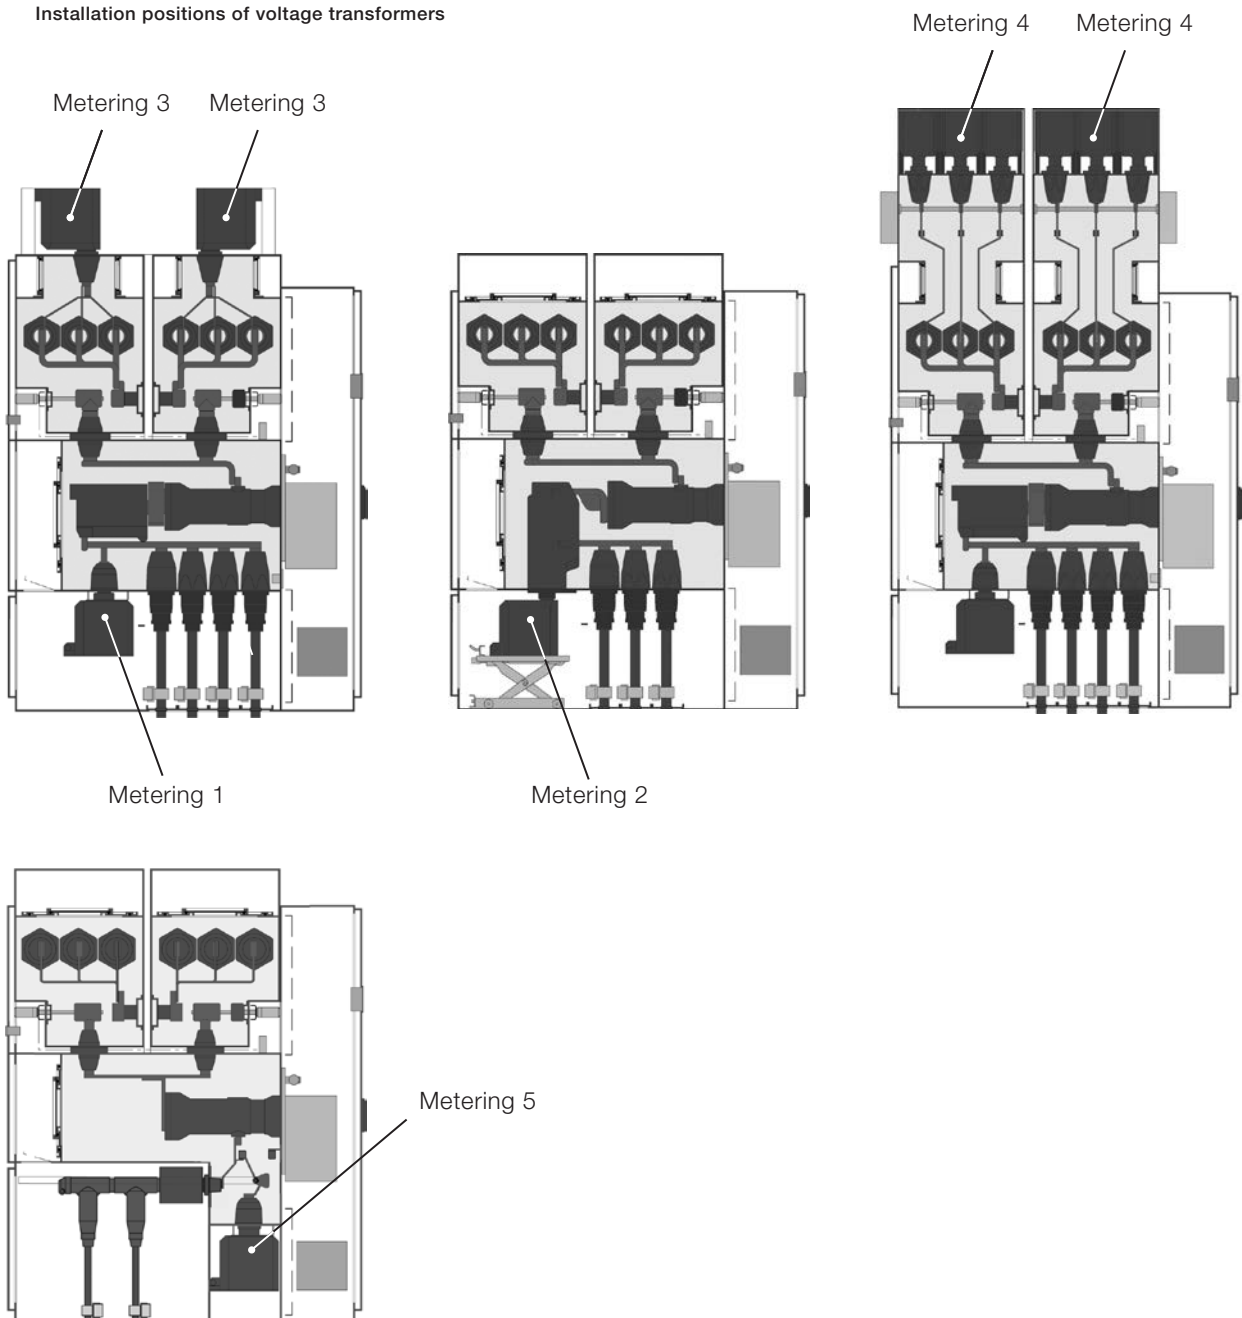 Installation positions of voltage transformers
Metering 4 Metering 4
Metering 3 Metering 3
Metering 1
Metering 2
Metering 5